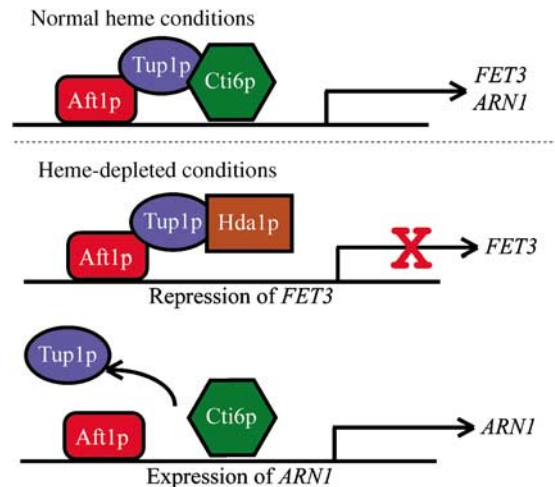 Normal heme conditions
Tup1p
Cti6p
Aft1p
FET3
ARN1
Heme-depleted conditions
Tup1p
Hda1p
Aft1p
X
FET3
Repression of FET3
Tup1p
Cti6p
Aft1p
ARN1
Expression of ARN1